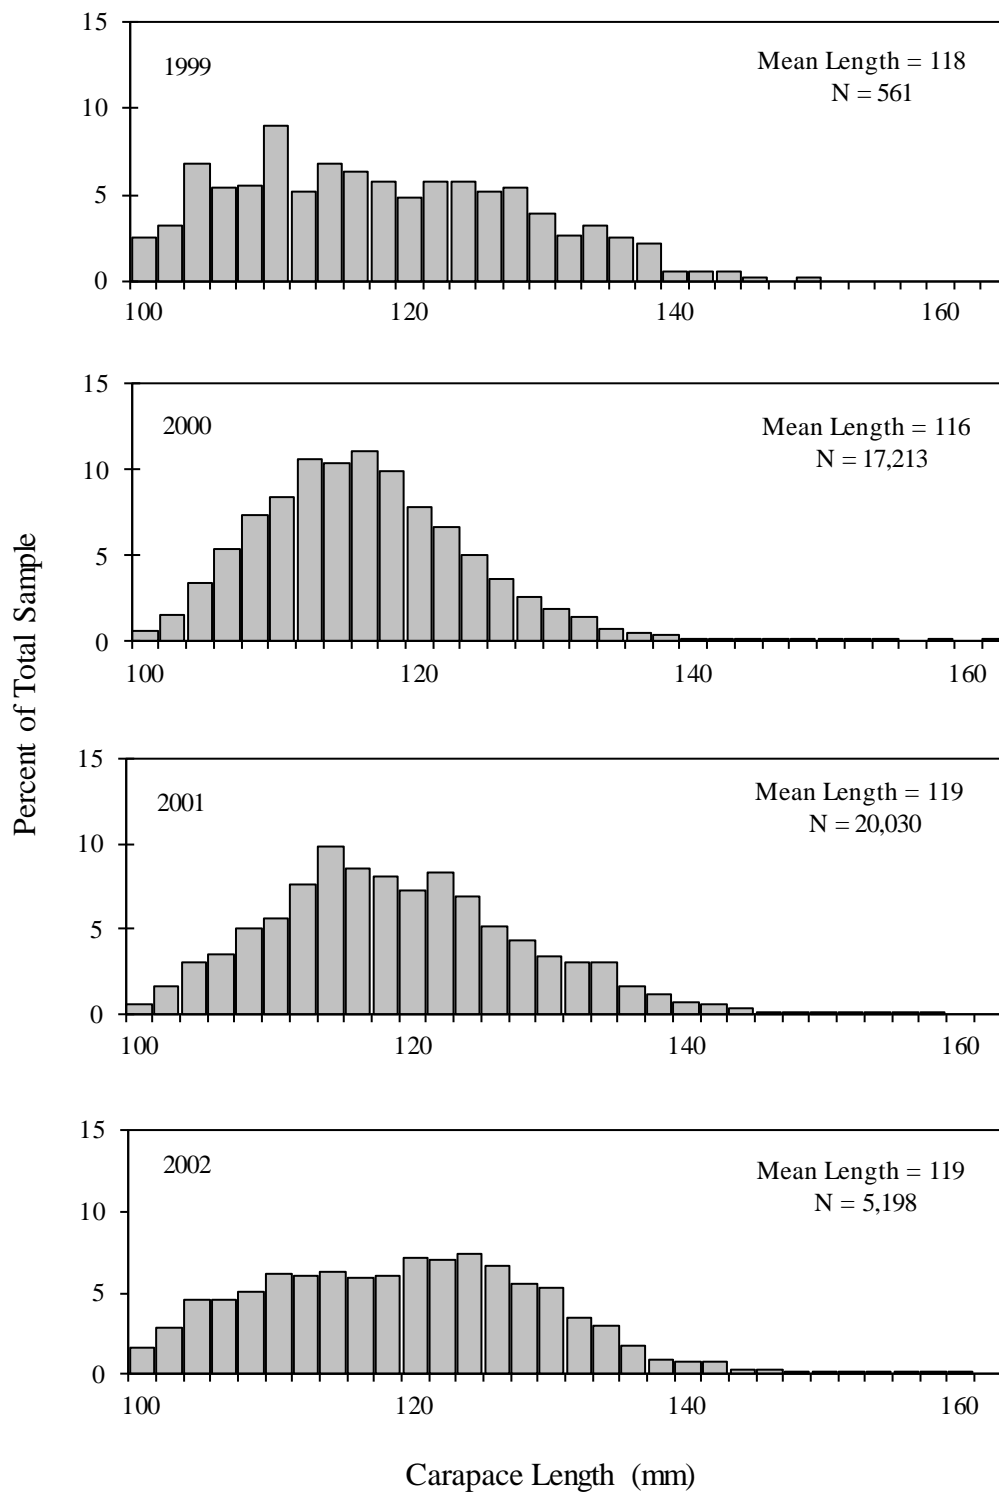 15
1999
Mean Length = 118
N = 561
10
5
0
100 120 140 160
15
2000
Mean Length = 116
N = 17,213
10
5
0
100 120 140 160
Percent of Total Sample
15
2001
Mean Length = 119
N = 20,030
10
5
0
100 120 140 160
15
2002
Mean Length = 119
N = 5,198
10
5
0
100 120 140 160
Carapace Length (mm)